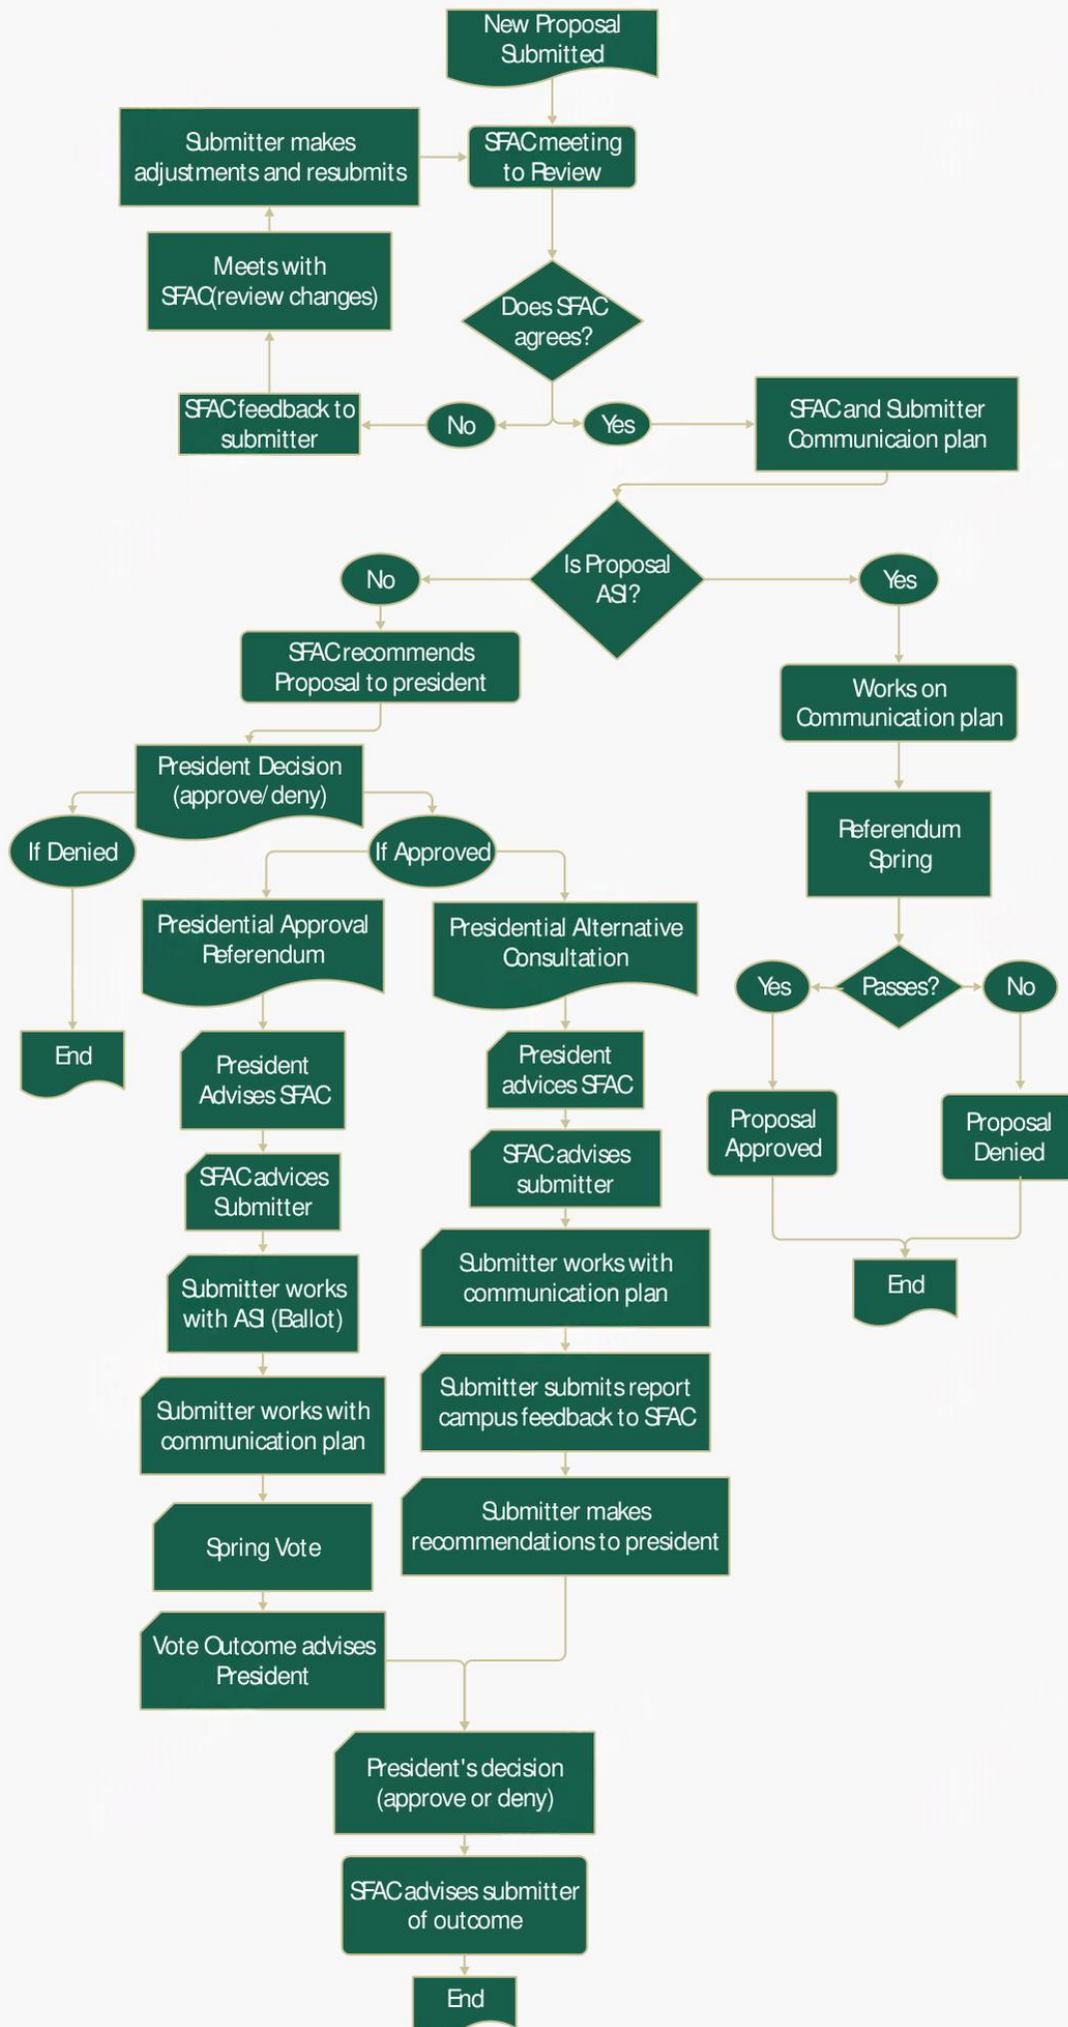 New Proposal
Submitted
Submitter makes
adjustments and resubmits
SFAC meeting
to Review
Meets with
SFAC(review changes)
Does SFAC
agrees?
SFAC feedback to
submitter
No
Yes
SFAC and Submitter
Communicaion plan
Is Proposal
ASI?
No
Yes
SFAC recommends
Proposal to president
Works on
Communication plan
President Decision
(approve/deny)
Referendum
Spring
If Denied
If Approved
Presidential Approval
Referendum
Presidential Alternative
Consultation
Yes
Passes?
No
End
President
Advises SFAC
President
advices SFAC
Proposal
Approved
Proposal
Denied
SFAC advices
Submitter
SFAC advises
submitter
Submitter works
with ASI (Ballot)
Submitter works with
communication plan
End
Submitter works with
communication plan
Submitter submits report
campus feedback to SFAC
Spring Vote
Submitter makes
recommendations to president
Vote Outcome advises
President
President's decision
(approve or deny)
SFAC advises submitter
of outcome
End